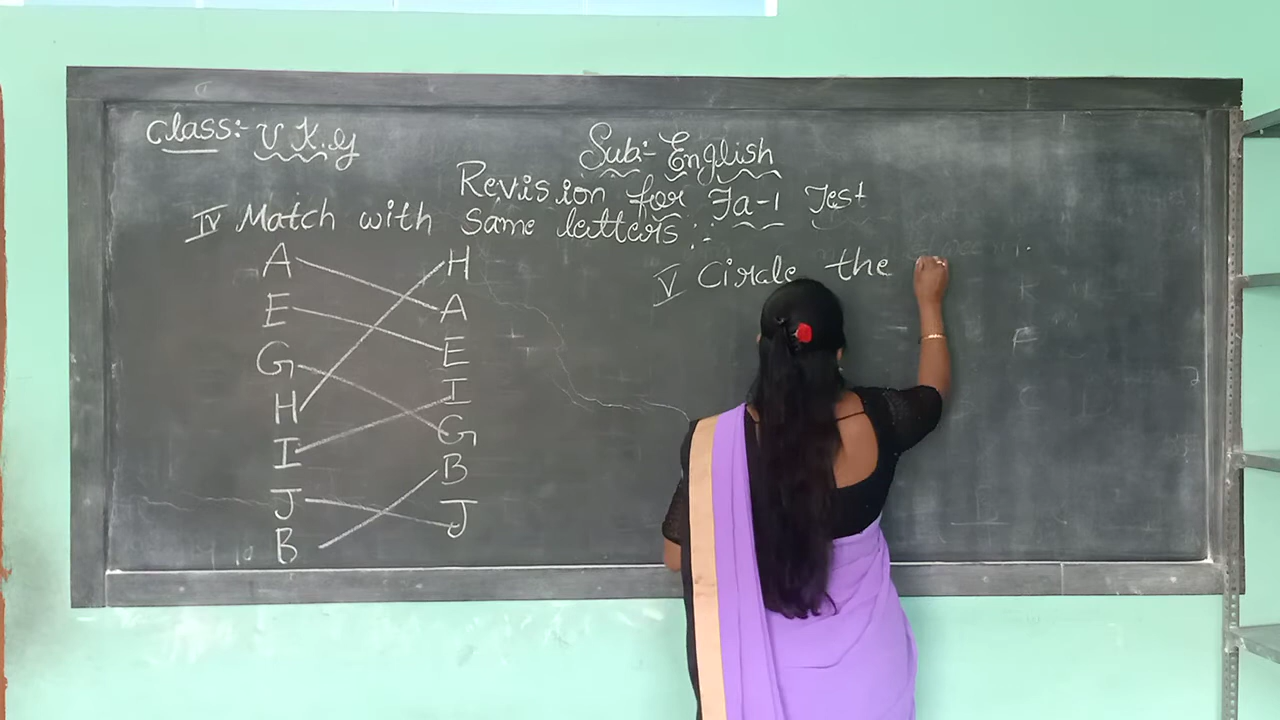 Class:- U.K.G
Sub:- English
Revision for Fa-1 Test
IV Match with same letters:-
A H
E A
G E
H I
I G
J B
B J
V Circle the